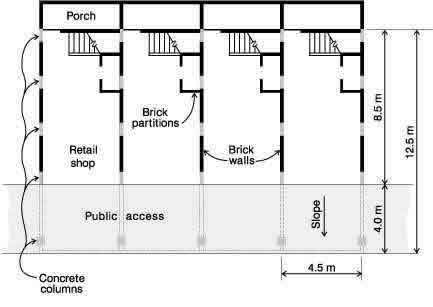 Porch
Brick
partitions
Retail
shop
Brick
walls
8.5 m
12.5 m
Public access
Slope
4.0 m
4.5 m
Concrete
columns